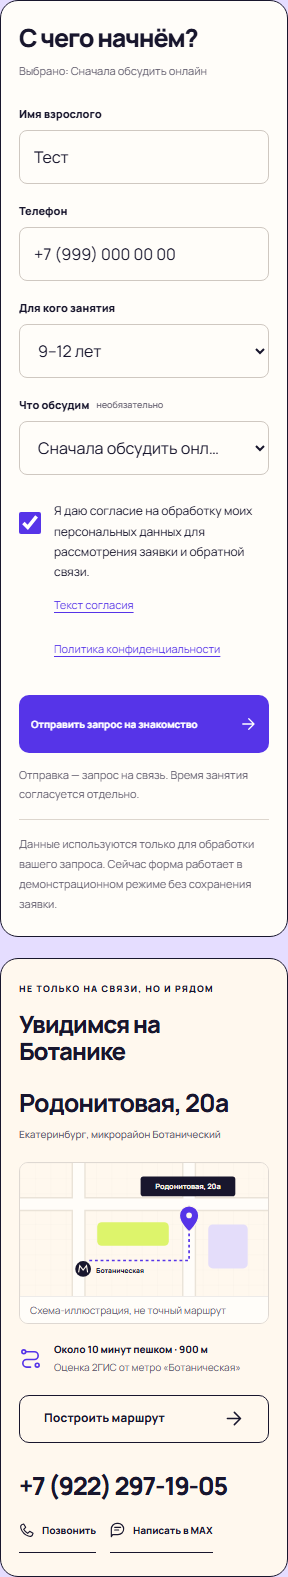 С чего начнём?
Выбрано: Сначала обсудить онлайн
Имя взрослого
Тест
Телефон
+7 (999) 000 00 00
Для кого занятия
9–12 лет
Что обсудим необязательно
Сначала обсудить онл...
Я даю согласие на обработку моих
персональных данных для
рассмотрения заявки и обратной
связи.
Текст согласия
Политика конфиденциальности
Отправить запрос на знакомство
Отправка — запрос на связь. Время занятия
согласуется отдельно.
Данные используются только для обработки
вашего запроса. Сейчас форма работает в
демонстрационном режиме без сохранения
заявки.
НЕ ТОЛЬКО НА СВЯЗИ, НО И РЯДОМ
Увидимся на
Ботанике
Родонитовая, 20а
Екатеринбург, микрорайон Ботанический
Родонитовая, 20а
М Ботаническая
Схема-иллюстрация, не точный маршрут
Около 10 минут пешком · 900 м
Оценка 2ГИС от метро «Ботаническая»
Построить маршрут
+7 (922) 297-19-05
Позвонить
Написать в MAX